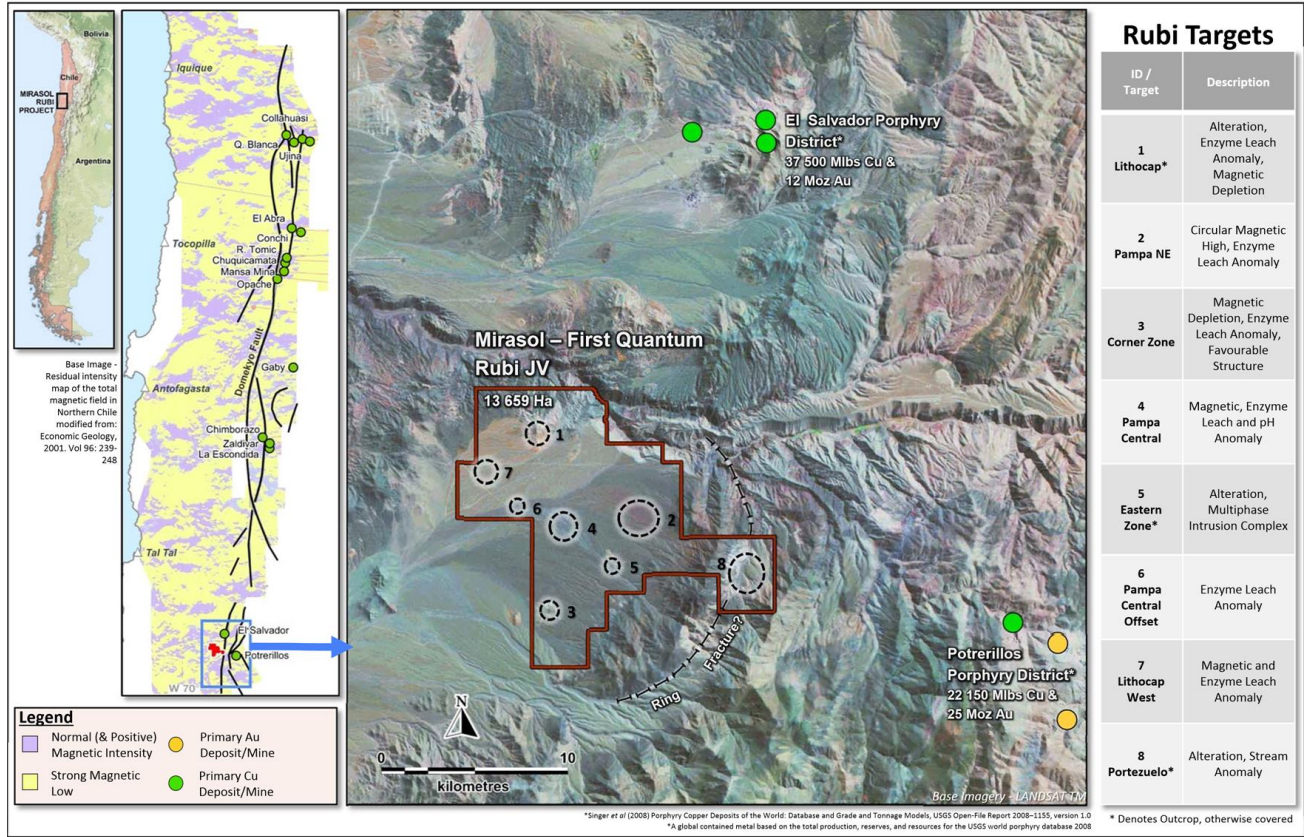 Bolivia
Chile
MIRASOL
RUBI
PROJECT
Argentina
Base Image -
Residual intensity
map of the total
magnetic field in
Northern Chile
modified from:
Economic Geology,
2001. Vol 96: 239-
248
Iquique
Collahuasi
Q. Blanca
Ujina
El Abra
Tocopilla
Conchi
R. Tomic
Chuquicamata
Mansa Mina
Opache
Domekyo Fault
Gaby
Antofagasta
Chimborazo
Zaldivar
La Escondida
Tal Tal
El Salvador
Potrerillos
W 70
Legend
Normal (& Positive)
Magnetic Intensity
Primary Au
Deposit/Mine
Strong Magnetic
Low
Primary Cu
Deposit/Mine
El Salvador Porphyry
District*
37 500 Mlbs Cu &
12 Moz Au
Mirasol – First Quantum
Rubi JV
13 659 Ha
1
7
6
4
2
5
8
3
Ring
Fracture?
Potrerillos
Porphyry District*
22 150 Mlbs Cu &
25 Moz Au
N
0
10
kilometres
Base Imagery - LANDSAT TM
*Singer et al (2008) Porphyry Copper Deposits of the World: Database and Grade and Tonnage Models, USGS Open-File Report 2008–1155, version 1.0
*A global contained metal based on the total production, reserves, and resources for the USGS world porphyry database 2008
Rubi Targets
ID /
Target
Description
1
Lithocap*
Alteration,
Enzyme Leach
Anomaly,
Magnetic
Depletion
2
Pampa NE
Circular Magnetic
High, Enzyme
Leach Anomaly
3
Corner Zone
Magnetic
Depletion, Enzyme
Leach Anomaly,
Favourable
Structure
4
Pampa
Central
Magnetic, Enzyme
Leach and pH
Anomaly
5
Eastern
Zone*
Alteration,
Multiphase
Intrusion Complex
6
Pampa
Central
Offset
Enzyme Leach
Anomaly
7
Lithocap
West
Magnetic and
Enzyme Leach
Anomaly
8
Portezuelo*
Alteration, Stream
Anomaly
* Denotes Outcrop, otherwise covered